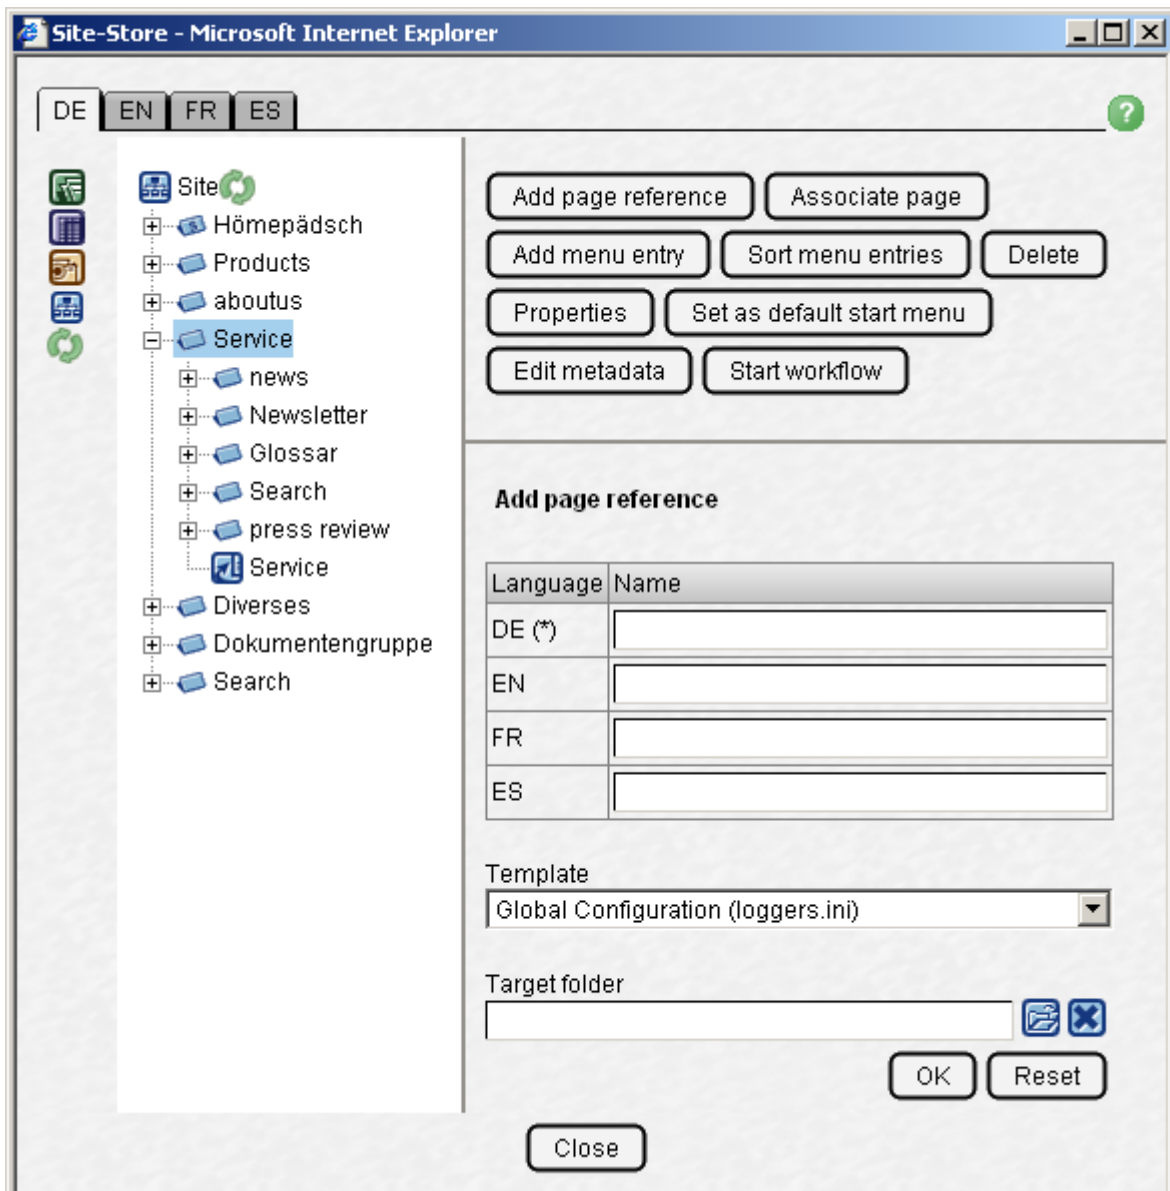 Site-Store - Microsoft Internet Explorer
DE EN FR ES
?
Site
Hömepädsch
Products
aboutus
Service
news
Newsletter
Glossar
Search
press review
Service
Diverses
Dokumentengruppe
Search
Add page reference Associate page
Add menu entry Sort menu entries Delete
Properties Set as default start menu
Edit metadata Start workflow
Add page reference
Language Name
DE (*)
EN
FR
ES
Template
Global Configuration (loggers.ini)
Target folder
OK Reset
Close